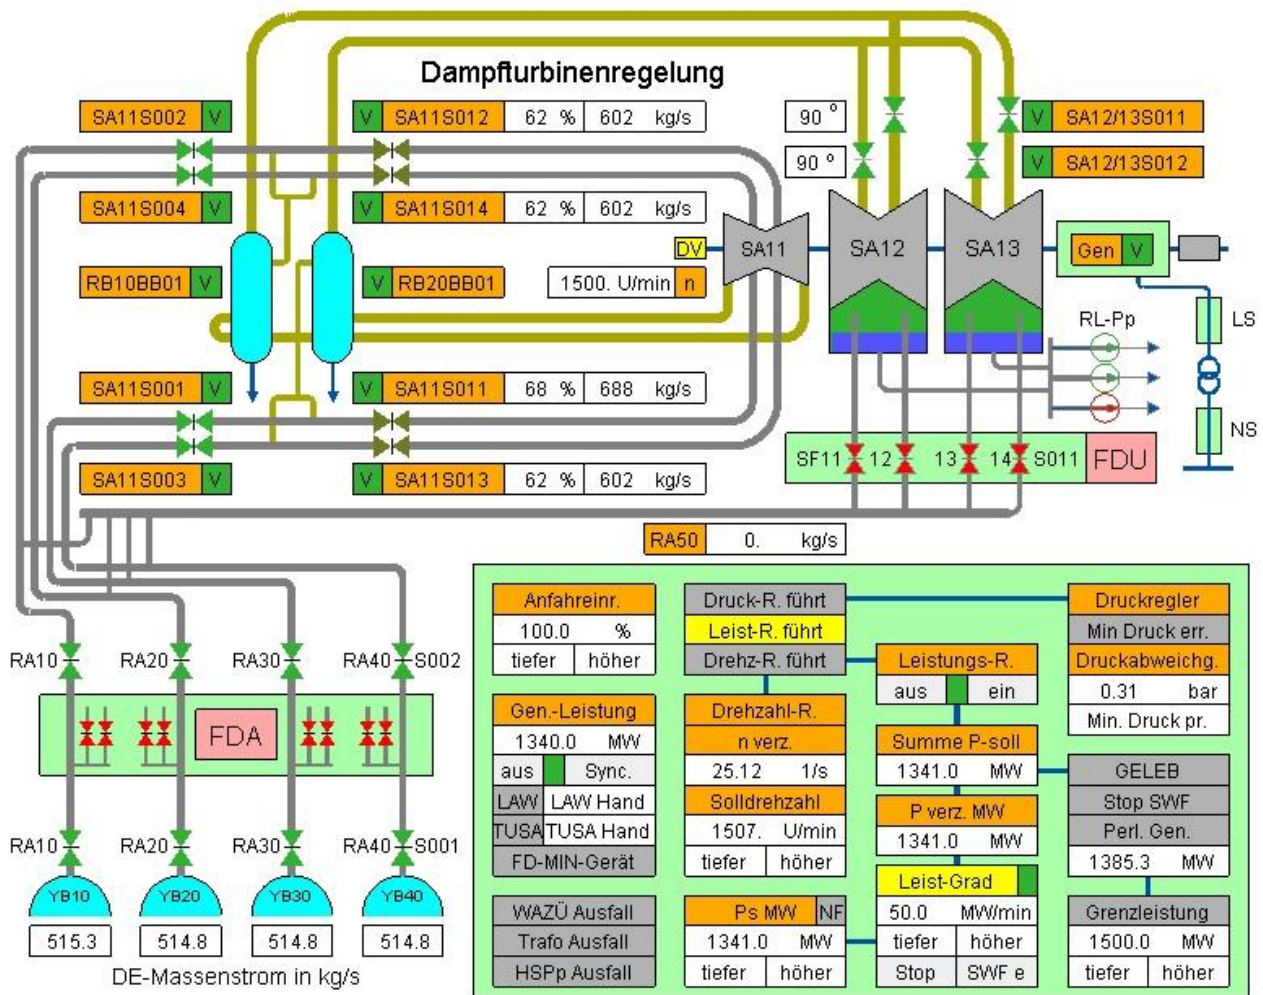 Dampfturbinenregelung
SA11S002 V
V SA11S012 62 % 602 kg/s
90 °
V SA12/13S011
90 °
V SA12/13S012
SA11S004 V
V SA11S014 62 % 602 kg/s
DV
SA11
SA12
SA13
Gen V
RB10BB01 V
V RB20BB01
1500. U/min n
RL-Pp
LS
SA11S001 V
V SA11S011 68 % 688 kg/s
NS
SA11S003 V
V SA11S013 62 % 602 kg/s
SF11 12 13 14 S011 FDU
RA50 0. kg/s
RA10 RA20 RA30 RA40 S002
FDA
RA10 RA20 RA30 RA40 S001
YB10 YB20 YB30 YB40
515.3 514.8 514.8 514.8
DE-Massenstrom in kg/s
Anfahreinr.
100.0 %
tiefer höher
Gen.-Leistung
1340.0 MW
aus Sync.
LAW LAW Hand
TUSA TUSA Hand
FD-MIN-Gerät
WAZÜ Ausfall
Trafo Ausfall
HSPp Ausfall
Druck-R. führt
Leist-R. führt
Drehz-R. führt
Drehzahl-R.
n verz.
25.12 1/s
Solldrehzahl
1507. U/min
tiefer höher
Ps MW NF
1341.0 MW
tiefer höher
Leistungs-R.
aus ein
Summe P-soll
1341.0 MW
P verz. MW
1341.0 MW
Leist-Grad
50.0 MW/min
tiefer höher
Stop SWF e
Druckregler
Min Druck err.
Druckabweichg.
0.31 bar
Min. Druck pr.
GELEB
Stop SWF
Perl. Gen.
1385.3 MW
Grenzleistung
1500.0 MW
tiefer höher